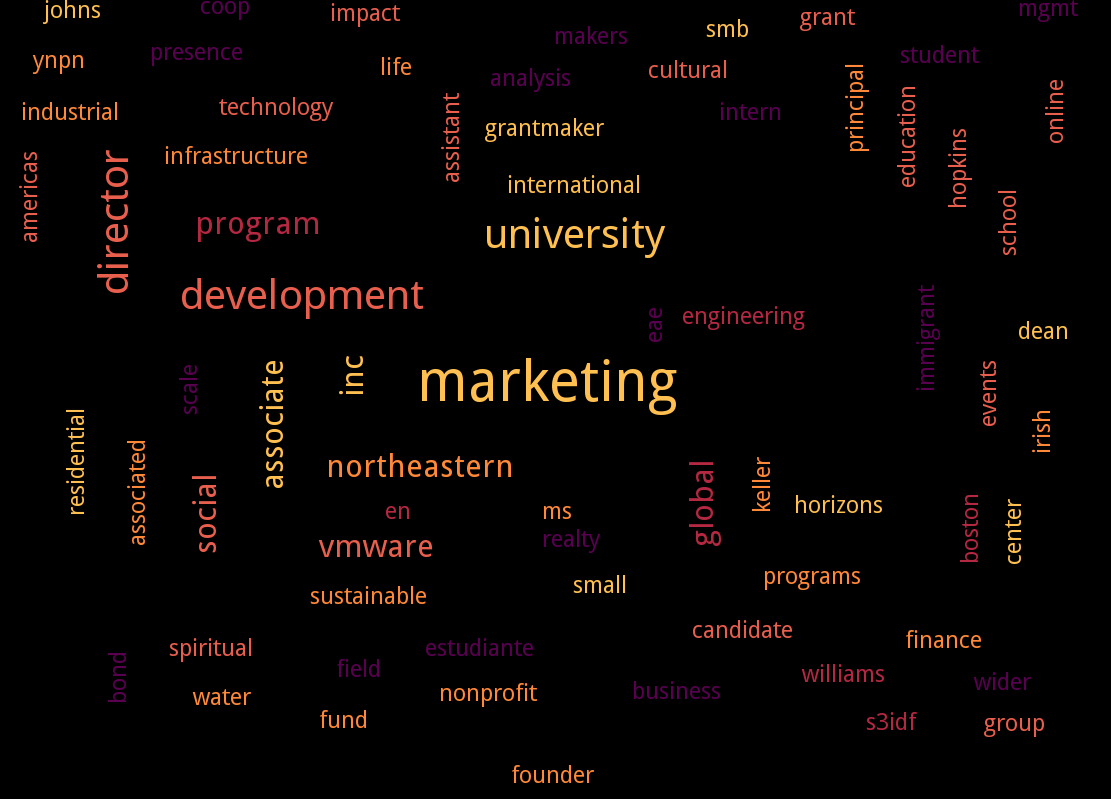 johns
coop
impact
grant
mgmt
makers
smb
presence
student
ynpn
life
cultural
analysis
principal
online
industrial
technology
assistant
grantmaker
intern
education
infrastructure
hopkins
americas
director
international
school
program
university
development
eae
engineering
immigrant
dean
scale
associate
inc
marketing
events
residential
irish
associated
northeastern
social
global
keller
horizons
boston
center
en
ms
vmware
realty
sustainable
small
programs
candidate
finance
spiritual
estudiante
bond
field
williams
wider
water
nonprofit
business
fund
s3idf
group
founder